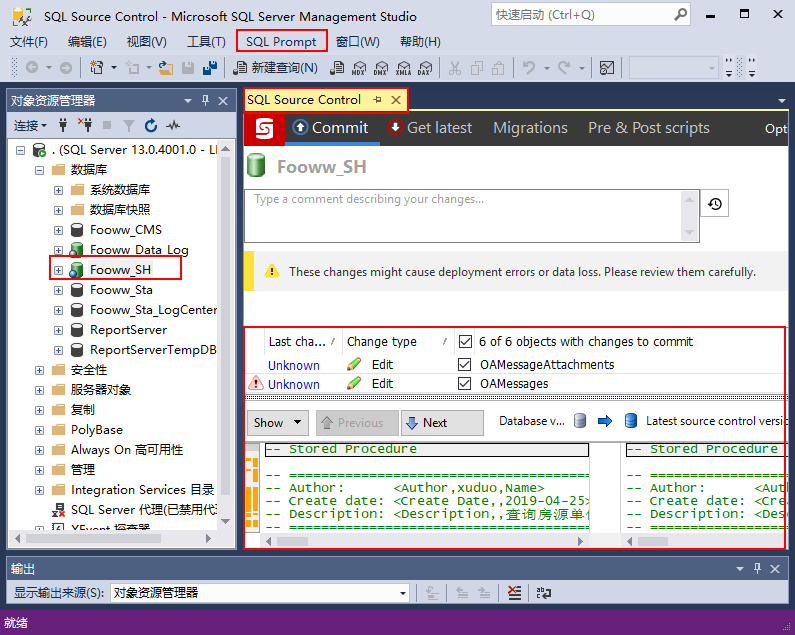 SQL Source Control - Microsoft SQL Server Management Studio
快速启动 (Ctrl+Q)
文件(F) 编辑(E) 视图(V) 工具(T) SQL Prompt 窗口(W) 帮助(H)
新建查询(N) MDX DMX XMLA DAX
对象资源管理器
连接
. (SQL Server 13.0.4001.0 - LI
数据库
系统数据库
数据库快照
Fooww_CMS
Fooww_Data_Log
Fooww_SH
Fooww_Sta
Fooww_Sta_LogCenter
ReportServer
ReportServerTempDB
安全性
服务器对象
复制
PolyBase
Always On 高可用性
管理
Integration Services 目录
SQL Server 代理(已禁用代理
XEvent 探查器
SQL Source Control
Commit Get latest Migrations Pre & Post scripts Opt
Fooww_SH
Type a comment describing your changes...
These changes might cause deployment errors or data loss. Please review them carefully.
Last cha... Change type 6 of 6 objects with changes to commit
Unknown Edit OAMessageAttachments
Unknown Edit OAMessages
Show Previous Next Database v... Latest source control versio
-- Stored Procedure -- Stored Procedure
-- ==================================== -- ====================
-- Author: <Author,xuduo,Name> -- Author: <Aut
-- Create date: <Create Date,,2019-04-25> -- Create date: <Cre
-- Description: <Description,,查询房源单位 -- Description: <Des
-- ==================================== -- ====================
输出
显示输出来源(S): 对象资源管理器
就绪